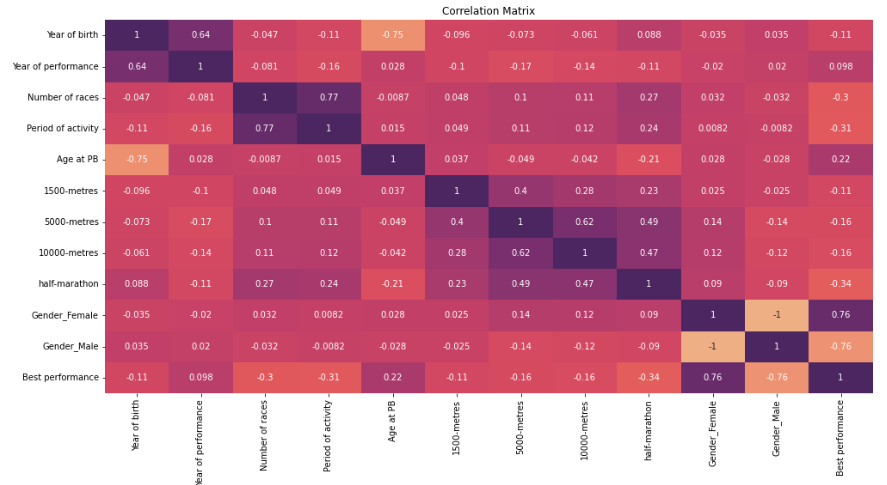 Correlation Matrix
Year of birth 1 0.64 -0.047 -0.11 -0.75 -0.096 -0.073 -0.061 0.088 -0.035 0.035 -0.11
Year of performance 0.64 1 -0.081 -0.16 0.028 -0.1 -0.17 -0.14 -0.11 -0.02 0.02 0.098
Number of races -0.047 -0.081 1 0.77 -0.0087 0.048 0.1 0.11 0.27 0.032 -0.032 -0.3
Period of activity -0.11 -0.16 0.77 1 0.015 0.049 0.11 0.12 0.24 0.0082 -0.0082 -0.31
Age at PB -0.75 0.028 -0.0087 0.015 1 0.037 -0.049 -0.042 -0.21 0.028 -0.028 0.22
1500-metres -0.096 -0.1 0.048 0.049 0.037 1 0.4 0.28 0.23 0.025 -0.025 -0.11
5000-metres -0.073 -0.17 0.1 0.11 -0.049 0.4 1 0.62 0.49 0.14 -0.14 -0.16
10000-metres -0.061 -0.14 0.11 0.12 -0.042 0.28 0.62 1 0.47 0.12 -0.12 -0.16
half-marathon 0.088 -0.11 0.27 0.24 -0.21 0.23 0.49 0.47 1 0.09 -0.09 -0.34
Gender_Female -0.035 -0.02 0.032 0.0082 0.028 0.025 0.14 0.12 0.09 1 -1 0.76
Gender_Male 0.035 0.02 -0.032 -0.0082 -0.028 -0.025 -0.14 -0.12 -0.09 -1 1 -0.76
Best performance -0.11 0.098 -0.3 -0.31 0.22 -0.11 -0.16 -0.16 -0.34 0.76 -0.76 1
Year of birth
Year of performance
Number of races
Period of activity
Age at PB
1500-metres
5000-metres
10000-metres
half-marathon
Gender_Female
Gender_Male
Best performance